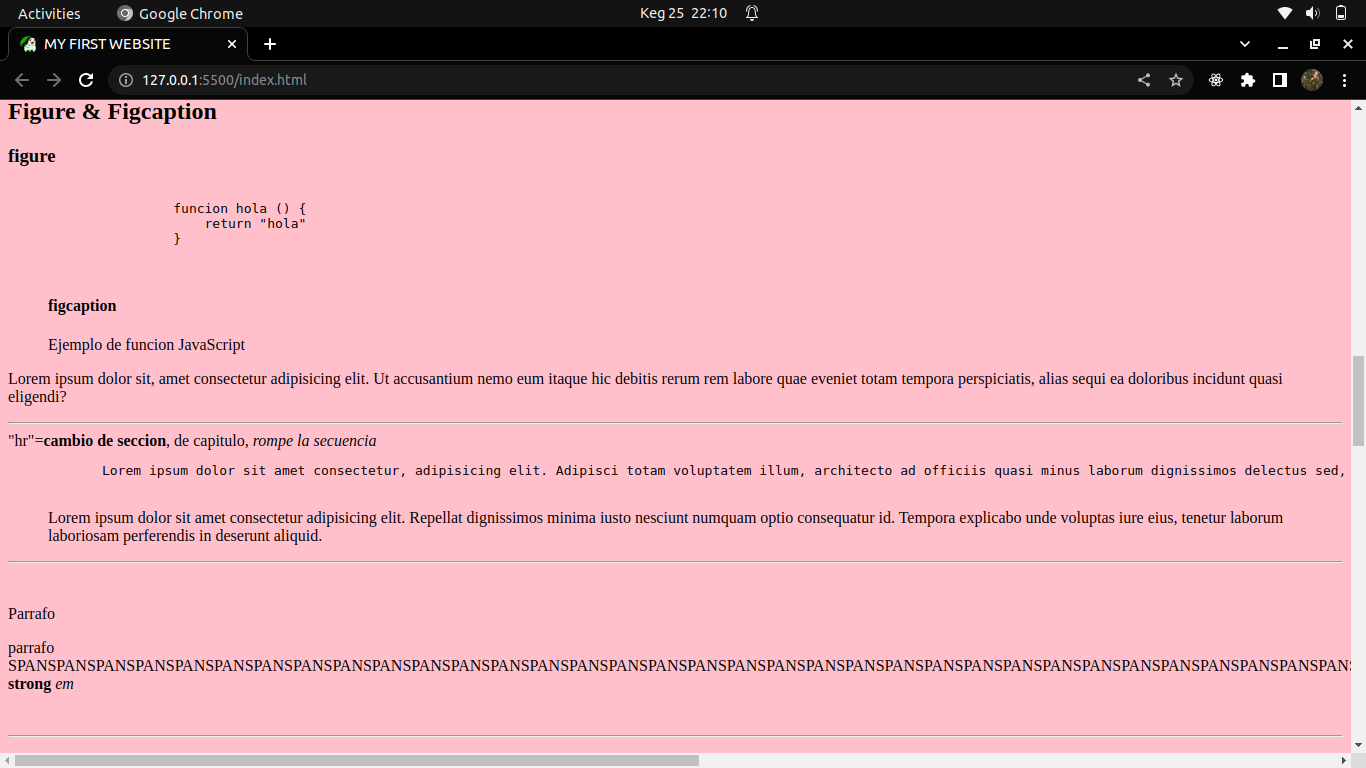 Activities
Google Chrome
Keg 25 22:10
MY FIRST WEBSITE
127.0.0.1:5500/index.html
Figure & Figcaption
figure
funcion hola () {
return "hola"
}
figcaption
Ejemplo de funcion JavaScript
Lorem ipsum dolor sit, amet consectetur adipisicing elit. Ut accusantium nemo eum itaque hic debitis rerum rem labore quae eveniet totam tempora perspiciatis, alias sequi ea doloribus incidunt quasi
eligendi?
"hr"=cambio de seccion, de capitulo, rompe la secuencia
Lorem ipsum dolor sit amet consectetur, adipisicing elit. Adipisci totam voluptatem illum, architecto ad officiis quasi minus laborum dignissimos delectus sed,
Lorem ipsum dolor sit amet consectetur adipisicing elit. Repellat dignissimos minima iusto nesciunt numquam optio consequatur id. Tempora explicabo unde voluptas iure eius, tenetur laborum
laboriosam perferendis in deserunt aliquid.
Parrafo
parrafo
SPANSPANSPANSPANSPANSPANSPANSPANSPANSPANSPANSPANSPANSPANSPANSPANSPANSPANSPANSPANSPANSPANSPANSPANSPANSPANSPANSPANSPANSPANSPANSPANSPANSPANS
strong em